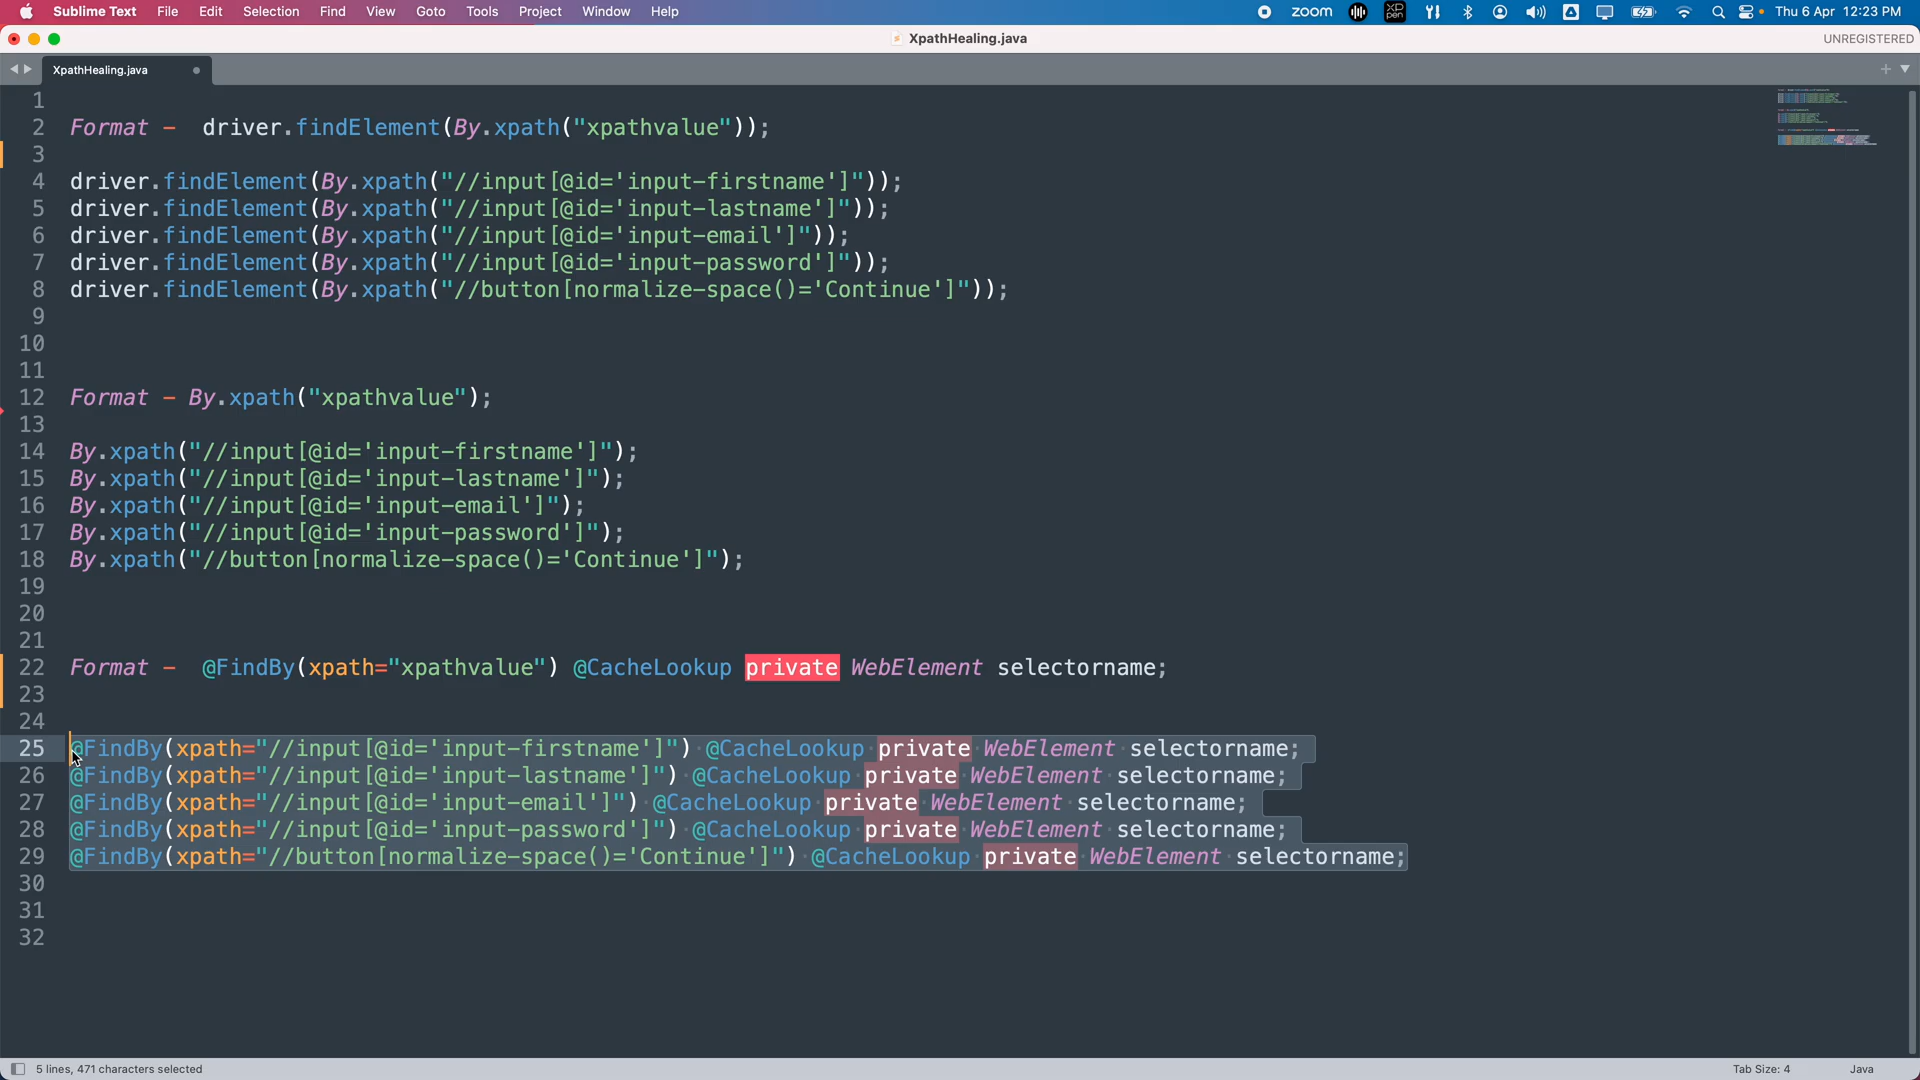 Sublime Text File Edit Selection Find View Goto Tools Project Window Help zoom XP pen Thu 6 Apr 12:23 PM
XpathHealing.java UNREGISTERED
XpathHealing.java
1
2 Format – driver.findElement(By.xpath("xpathvalue"));
3
4 driver.findElement(By.xpath("//input[@id='input-firstname']"));
5 driver.findElement(By.xpath("//input[@id='input-lastname']"));
6 driver.findElement(By.xpath("//input[@id='input-email']"));
7 driver.findElement(By.xpath("//input[@id='input-password']"));
8 driver.findElement(By.xpath("//button[normalize-space()='Continue']"));
9
10
11
12 Format – By.xpath("xpathvalue");
13
14 By.xpath("//input[@id='input-firstname']");
15 By.xpath("//input[@id='input-lastname']");
16 By.xpath("//input[@id='input-email']");
17 By.xpath("//input[@id='input-password']");
18 By.xpath("//button[normalize-space()='Continue']");
19
20
21
22 Format – @FindBy(xpath="xpathvalue") @CacheLookup private WebElement selectorname;
23
24
25 @FindBy(xpath="//input[@id='input-firstname']") @CacheLookup private WebElement selectorname;
26 @FindBy(xpath="//input[@id='input-lastname']") @CacheLookup private WebElement selectorname;
27 @FindBy(xpath="//input[@id='input-email']") @CacheLookup private WebElement selectorname;
28 @FindBy(xpath="//input[@id='input-password']") @CacheLookup private WebElement selectorname;
29 @FindBy(xpath="//button[normalize-space()='Continue']") @CacheLookup private WebElement selectorname;
30
31
32
5 lines, 471 characters selected Tab Size: 4 Java